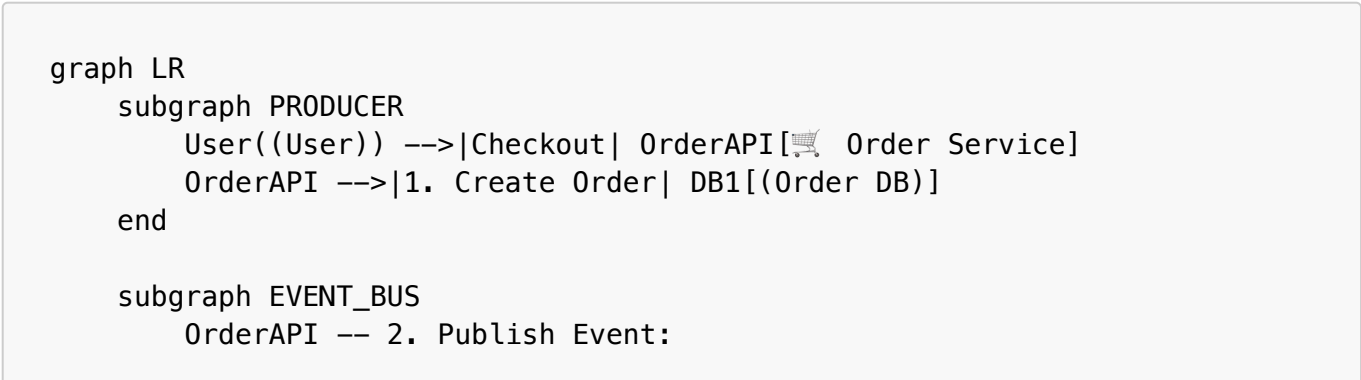 graph LR
    subgraph PRODUCER
        User((User)) -->|Checkout| OrderAPI[🛒 Order Service]
        OrderAPI -->|1. Create Order| DB1[(Order DB)]
    end

    subgraph EVENT_BUS
        OrderAPI -- 2. Publish Event: